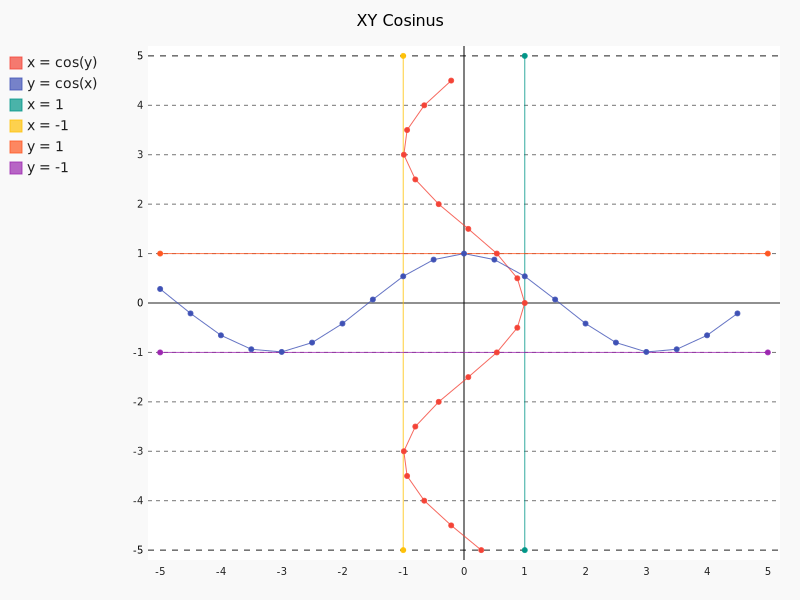 XY Cosinus
x = cos(y)
y = cos(x)
x = 1
x = -1
y = 1
y = -1
5
4
3
2
1
0
-1
-2
-3
-4
-5
-5 -4 -3 -2 -1 0 1 2 3 4 5